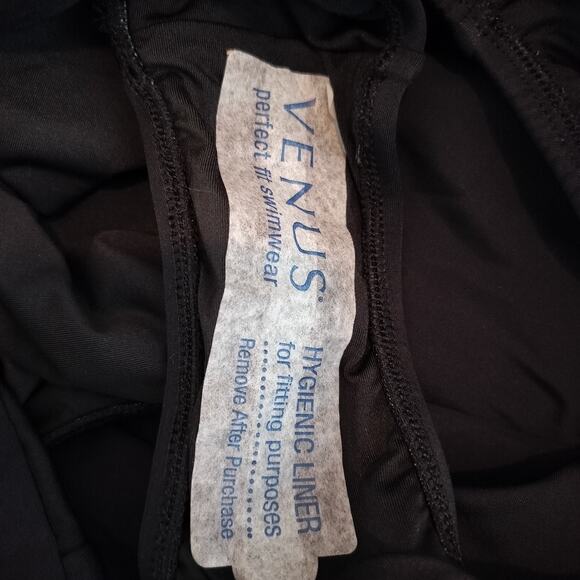 VENUS
perfect fit swimwear
HYGIENIC LINER
for fitting purposes
Remove After Purchase